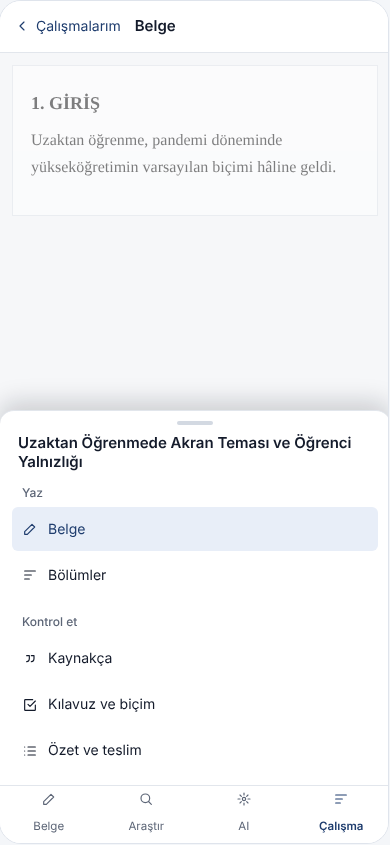 Çalışmalarım Belge
1. GİRİŞ
Uzaktan öğrenme, pandemi döneminde
yükseköğretimin varsayılan biçimi hâline geldi.
Uzaktan Öğrenmede Akran Teması ve Öğrenci
Yalnızlığı
Yaz
Belge
Bölümler
Kontrol et
Kaynakça
Kılavuz ve biçim
Özet ve teslim
Belge Araştır AI Çalışma